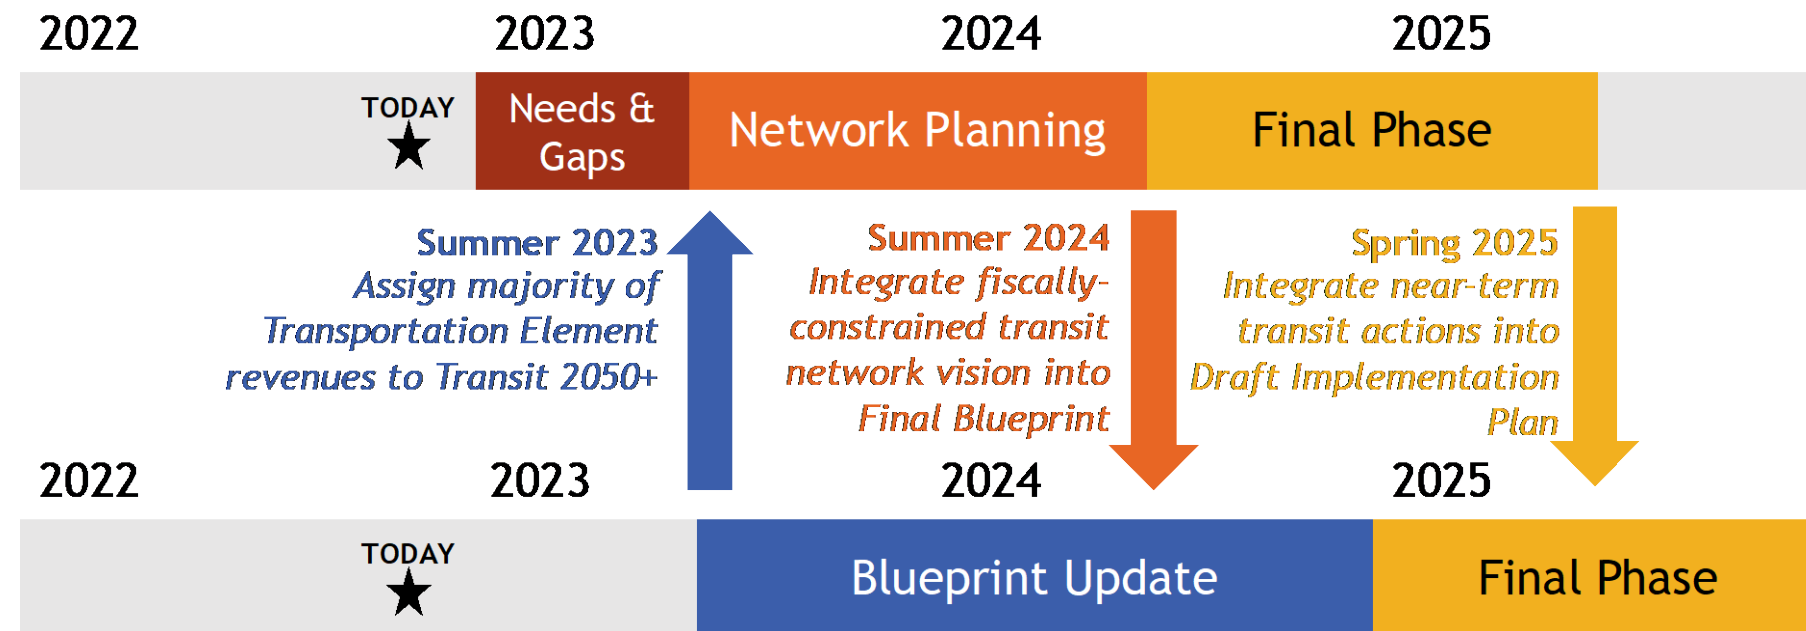 2022
2023
2024
2025
TODAY
Needs &
Gaps
Network Planning
Final Phase
Summer 2023
Assign majority of
Transportation Element
revenues to Transit 2050+
Summer 2024
Integrate fiscally-
constrained transit
network vision into
Final Blueprint
Spring 2025
Integrate near-term
transit actions into
Draft Implementation
Plan
2022
2023
2024
2025
TODAY
Blueprint Update
Final Phase